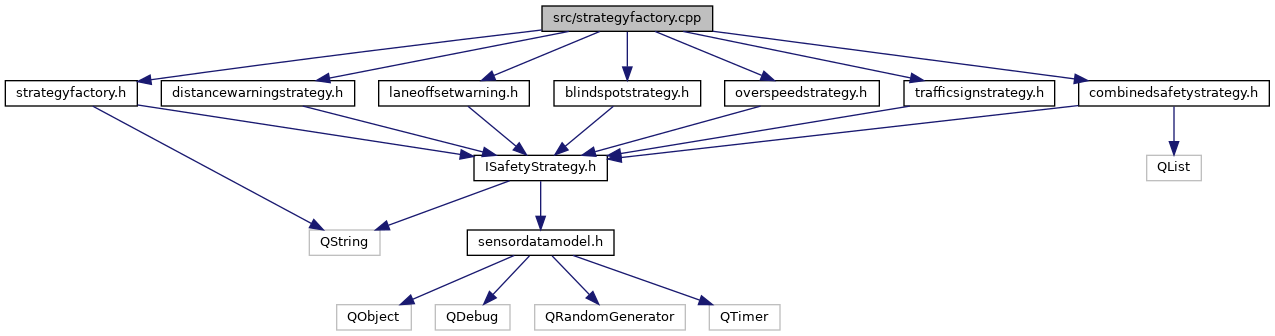 src/strategyfactory.cpp
strategyfactory.h
distancewarningstrategy.h
laneoffsetwarning.h
blindspotstrategy.h
overspeedstrategy.h
trafficsignstrategy.h
combinedsafetystrategy.h
ISafetyStrategy.h
QList
QString
sensordatamodel.h
QObject
QDebug
QRandomGenerator
QTimer